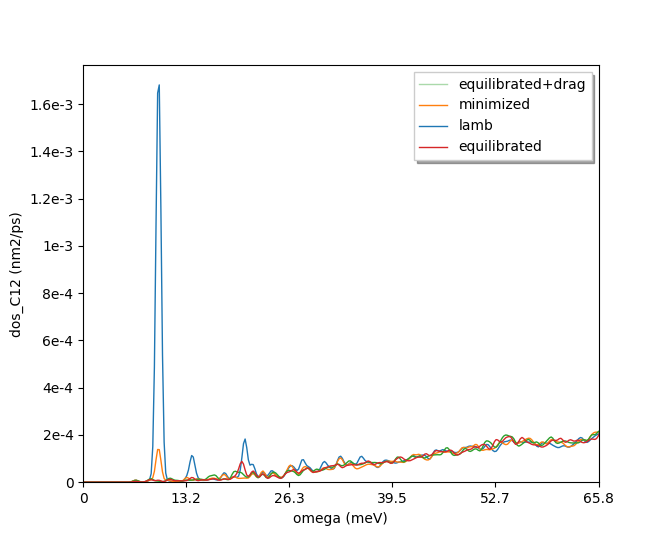 equilibrated+drag
minimized
lamb
equilibrated
dos_C12 (nm2/ps)
1.6e-3
1.4e-3
1.2e-3
1e-3
8e-4
6e-4
4e-4
2e-4
0
0 13.2 26.3 39.5 52.7 65.8
omega (meV)